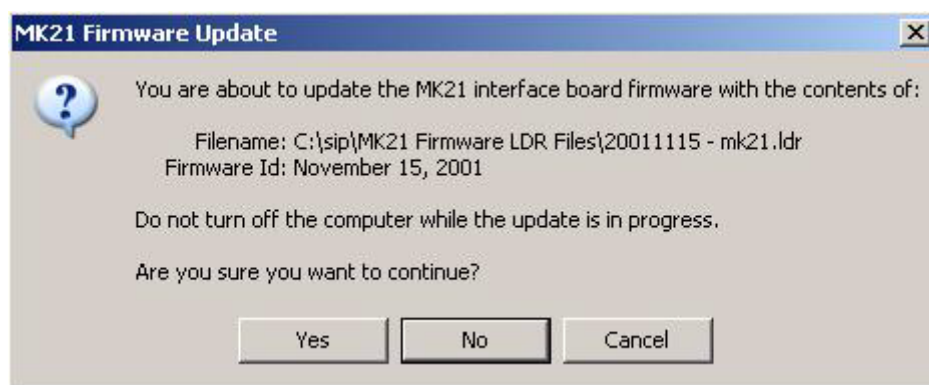 MK21 Firmware Update
You are about to update the MK21 interface board firmware with the contents of:
Filename: C:\sip\MK21 Firmware LDR Files\20011115 - mk21.ldr
Firmware Id: November 15, 2001
Do not turn off the computer while the update is in progress.
Are you sure you want to continue?
Yes No Cancel